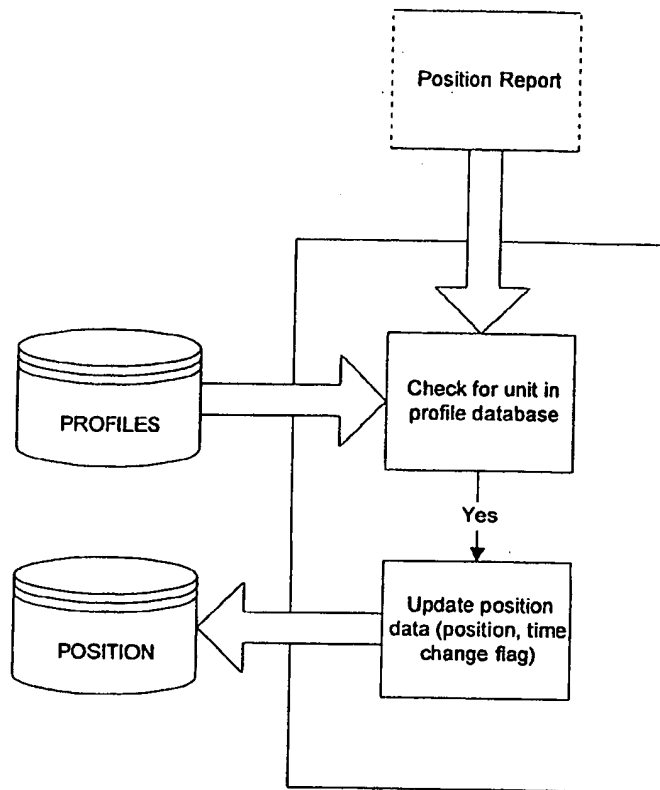 Position Report
Check for unit in
profile database
PROFILES
Yes
Update position
data (position, time
change flag)
POSITION